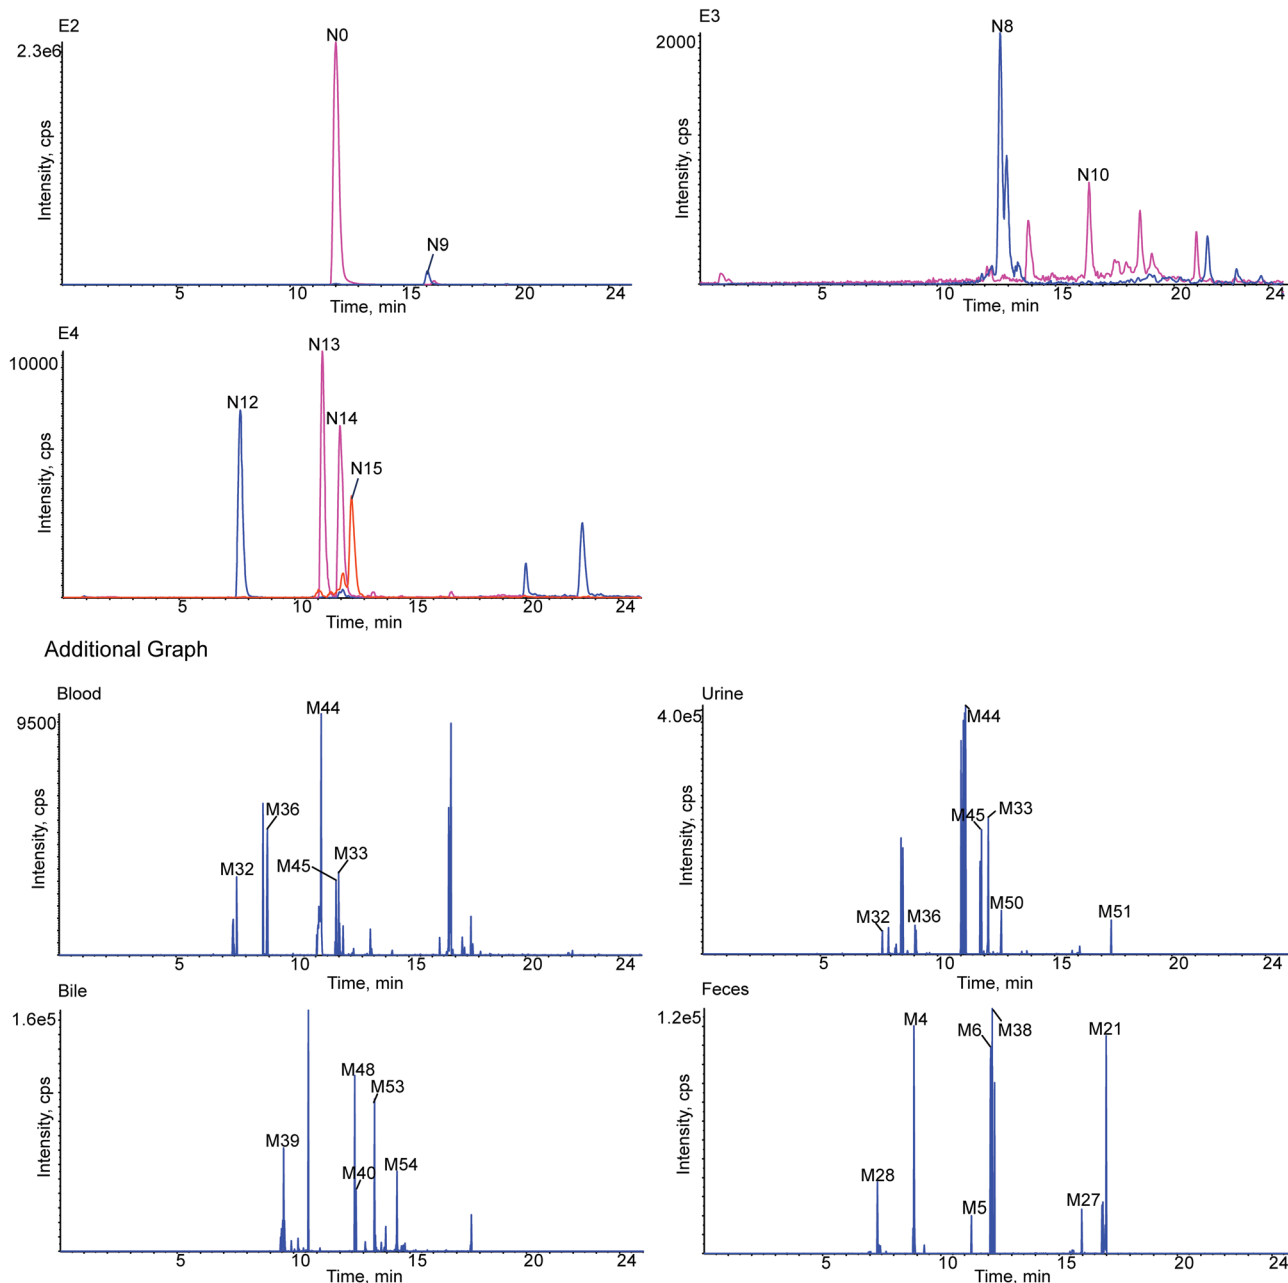 E2
2.3e6
Intensity, cps
N0
N9
5 10 15 20 24
Time, min
E3
2000
Intensity, cps
N8
N10
5 10 15 20 24
Time, min
E4
10000
Intensity, cps
N12
N13
N14
N15
5 10 15 20 24
Time, min
Additional Graph
Blood
9500
Intensity, cps
M44
M36
M33
M45
M32
5 10 15 20 24
Time, min
Urine
4.0e5
Intensity, cps
M44
M33
M45
M50
M32 M36
M51
5 10 15 20 24
Time, min
Bile
1.6e5
Intensity, cps
M48
M53
M39
M54
M40
5 10 15 20 24
Time, min
Feces
1.2e5
Intensity, cps
M4
M6 M38
M21
M28
M5
M27
5 10 15 20 24
Time, min